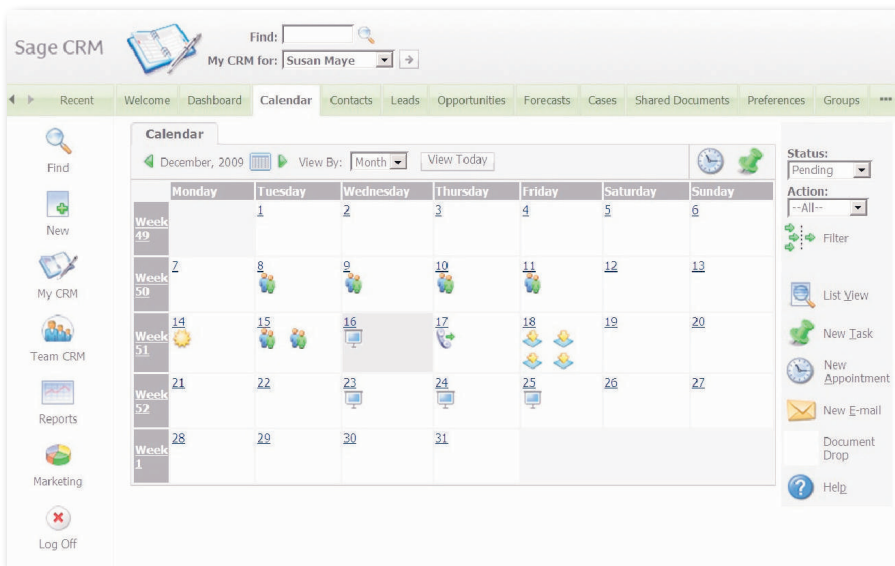 Sage CRM
Find:
My CRM for: Susan Maye
Recent Welcome Dashboard Calendar Contacts Leads Opportunities Forecasts Cases Shared Documents Preferences Groups
Find
New
My CRM
Team CRM
Reports
Marketing
Log Off
Calendar
December, 2009 View By: Month View Today
Monday Tuesday Wednesday Thursday Friday Saturday Sunday
Week 1 2 3 4 5 6
49
Week 7 8 9 10 11 12 13
50
Week 14 15 16 17 18 19 20
51
Week 21 22 23 24 25 26 27
52
Week 28 29 30 31
1
Status:
Pending
Action:
--All--
Filter
List View
New Task
New
Appointment
New E-mail
Document
Drop
Help